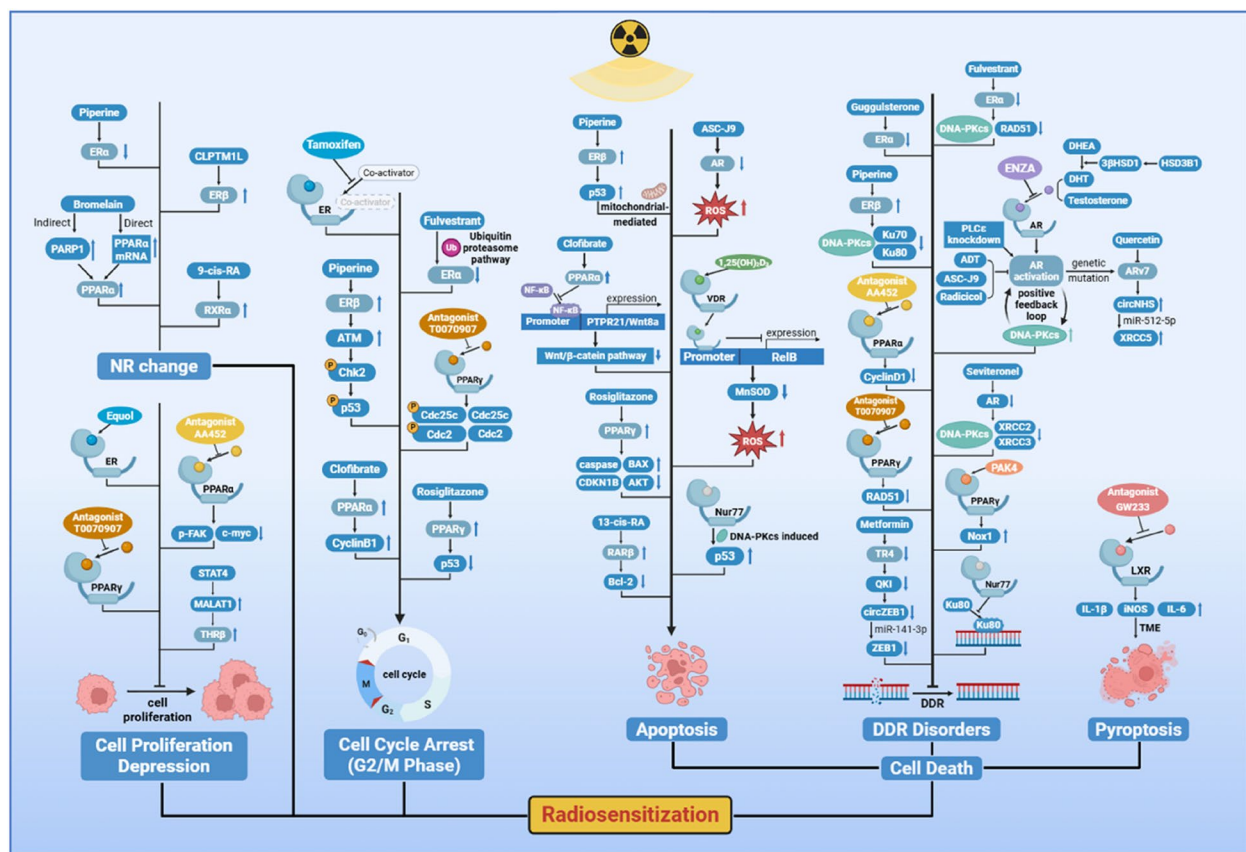 Piperine
ERα
CLPTM1L
ERβ
Bromelain
Indirect
Direct
PARP1
PPARα
mRNA
PPARα
9-cis-RA
RXRα
NR change
Equol
ER
Antagonist
AA452
PPARα
p-FAK
c-myc
Antagonist
T0070907
PPARγ
STAT4
MALAT1
THRβ
cell
proliferation
Cell Proliferation
Depression
Tamoxifen
Co-activator
Co-activator
ER
Fulvestrant
Ub
Ubiquitin
proteasome
pathway
ERα
Piperine
ERβ
ATM
P
Chk2
P
p53
Antagonist
T0070907
PPARγ
P
Cdc25c
Cdc25c
P
Cdc2
Cdc2
Clofibrate
PPARα
CyclinB1
Rosiglitazone
PPARγ
p53
G0
G1
cell cycle
M
G2
S
Cell Cycle Arrest
(G2/M Phase)
Piperine
ERβ
p53
mitochondrial-
mediated
ASC-J9
AR
ROS
Clofibrate
PPARα
NF-κB
NF-κB
expression
Promoter
PTPR21/Wnt8a
Wnt/β-catein pathway
1,25(OH)2D3
VDR
expression
Promoter
RelB
MnSOD
ROS
Rosiglitazone
PPARγ
caspase
BAX
CDKN1B
AKT
13-cis-RA
RARβ
Bcl-2
Nur77
DNA-PKcs induced
p53
Apoptosis
Guggulsterone
ERα
Fulvestrant
ERα
DNA-PKcs
RAD51
Piperine
ERβ
DNA-PKcs
Ku70
Ku80
ENZA
AR
DHEA
3βHSD1
HSD3B1
DHT
Testosterone
PLCε
knockdown
ADT
ASC-J9
Radicicol
AR
activation
genetic
mutation
positive
feedback
loop
DNA-PKcs
Quercetin
ARv7
circNHS
miR-512-5p
XRCC5
Antagonist
AA452
PPARα
CyclinD1
Antagonist
T0070907
PPARγ
RAD51
Seviteronel
AR
DNA-PKcs
XRCC2
XRCC3
PAK4
PPARγ
Nox1
Metformin
TR4
QKI
circZEB1
miR-141-3p
ZEB1
Nur77
Ku80
Ku80
DDR
DDR Disorders
Antagonist
GW233
LXR
IL-1β
iNOS
IL-6
TME
Pyroptosis
Cell Death
Radiosensitization